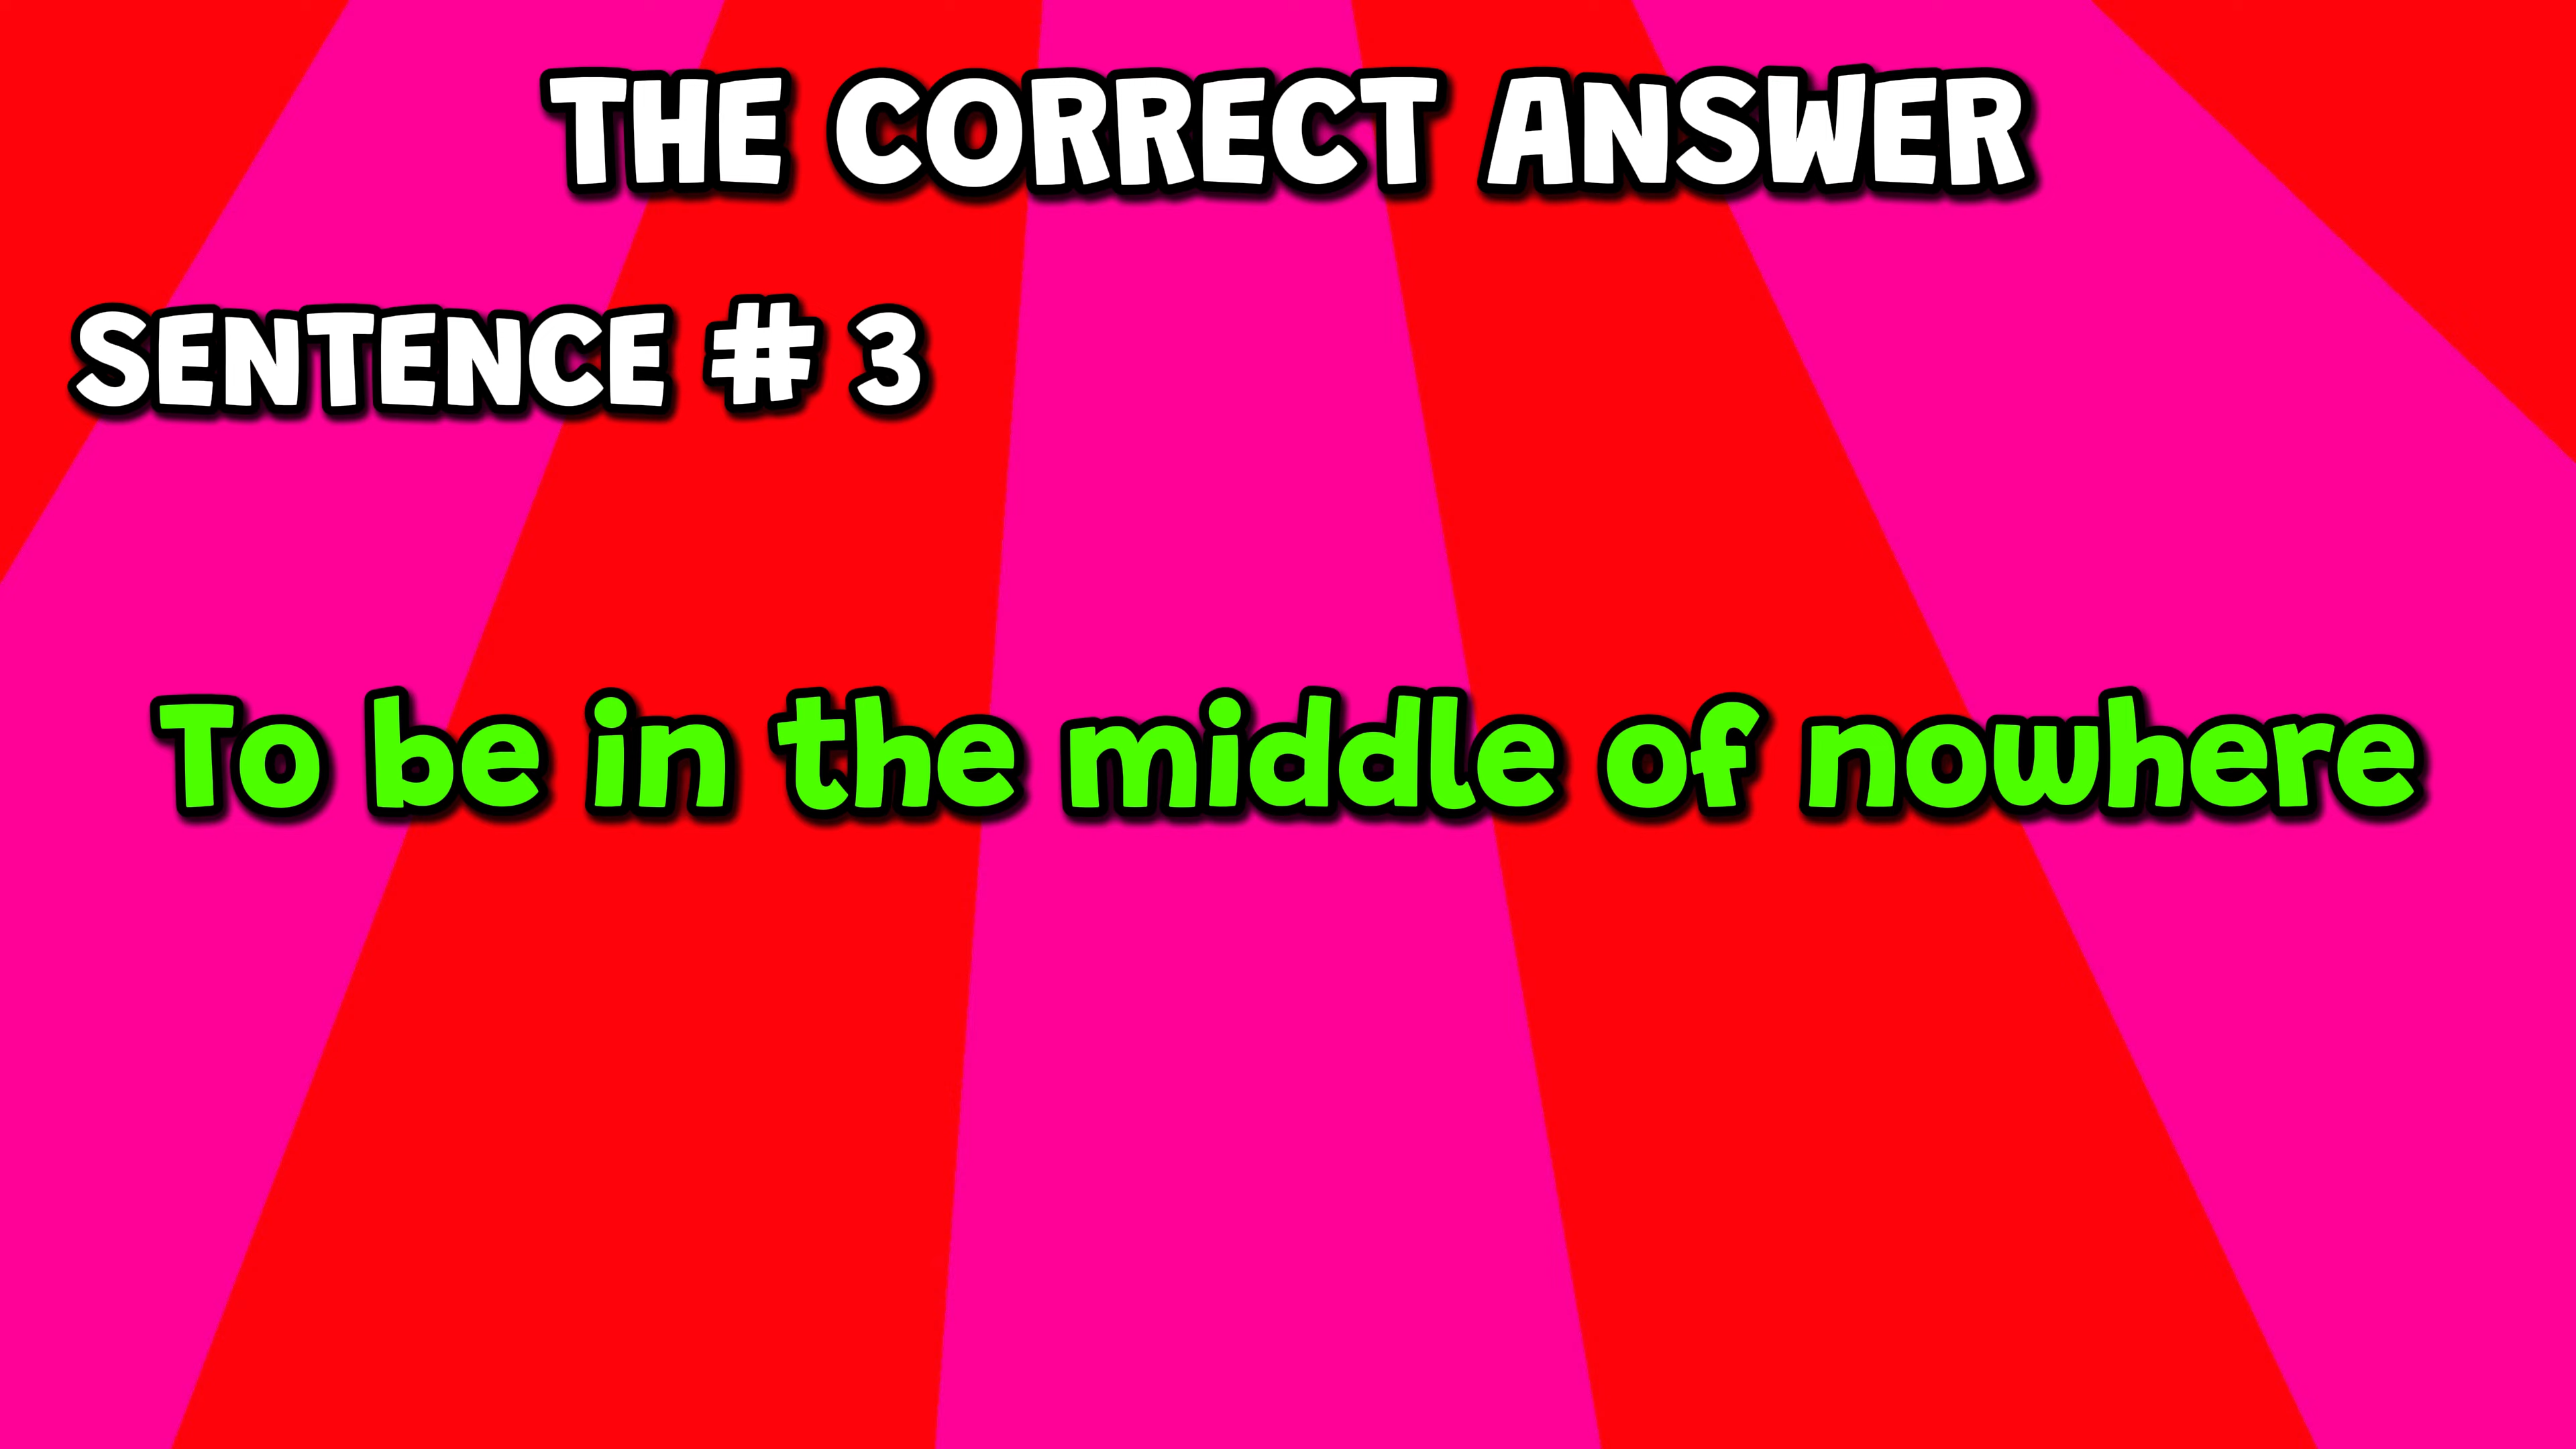 THE CORRECT ANSWER
SENTENCE # 3
To be in the middle of nowhere